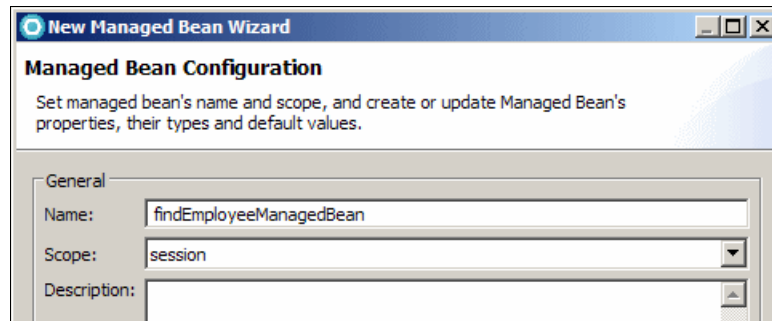 New Managed Bean Wizard
Managed Bean Configuration
Set managed bean's name and scope, and create or update Managed Bean's
properties, their types and default values.
General
Name: findEmployeeManagedBean
Scope: session
Description: